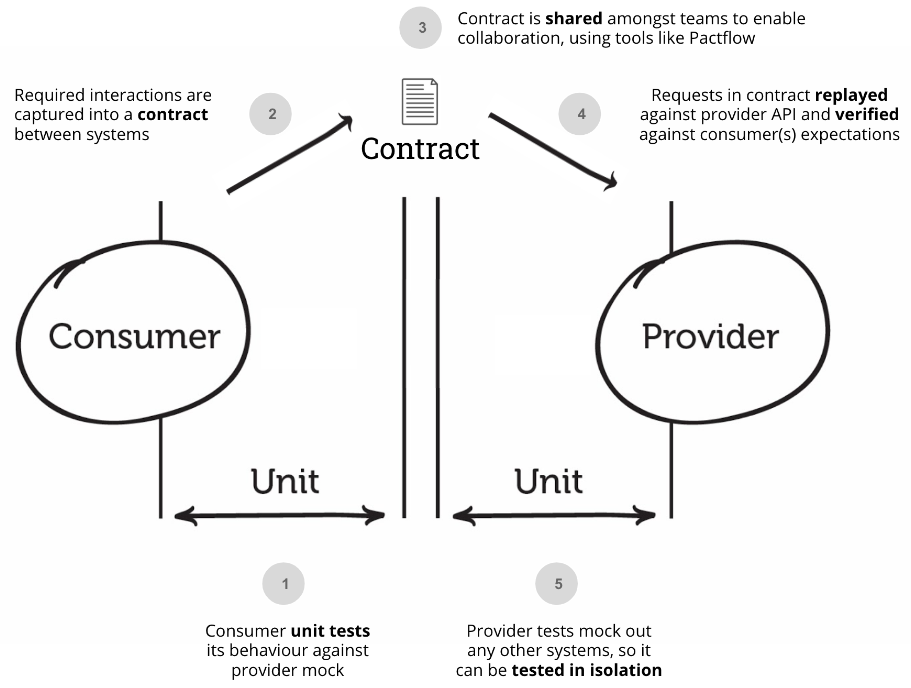 3
Contract is shared amongst teams to enable
collaboration, using tools like Pactflow
Required interactions are
captured into a contract
between systems
2
4
Requests in contract replayed
against provider API and verified
against consumer(s) expectations
Contract
Consumer
Provider
Unit
Unit
1
Consumer unit tests
its behaviour against
provider mock
5
Provider tests mock out
any other systems, so it
can be tested in isolation